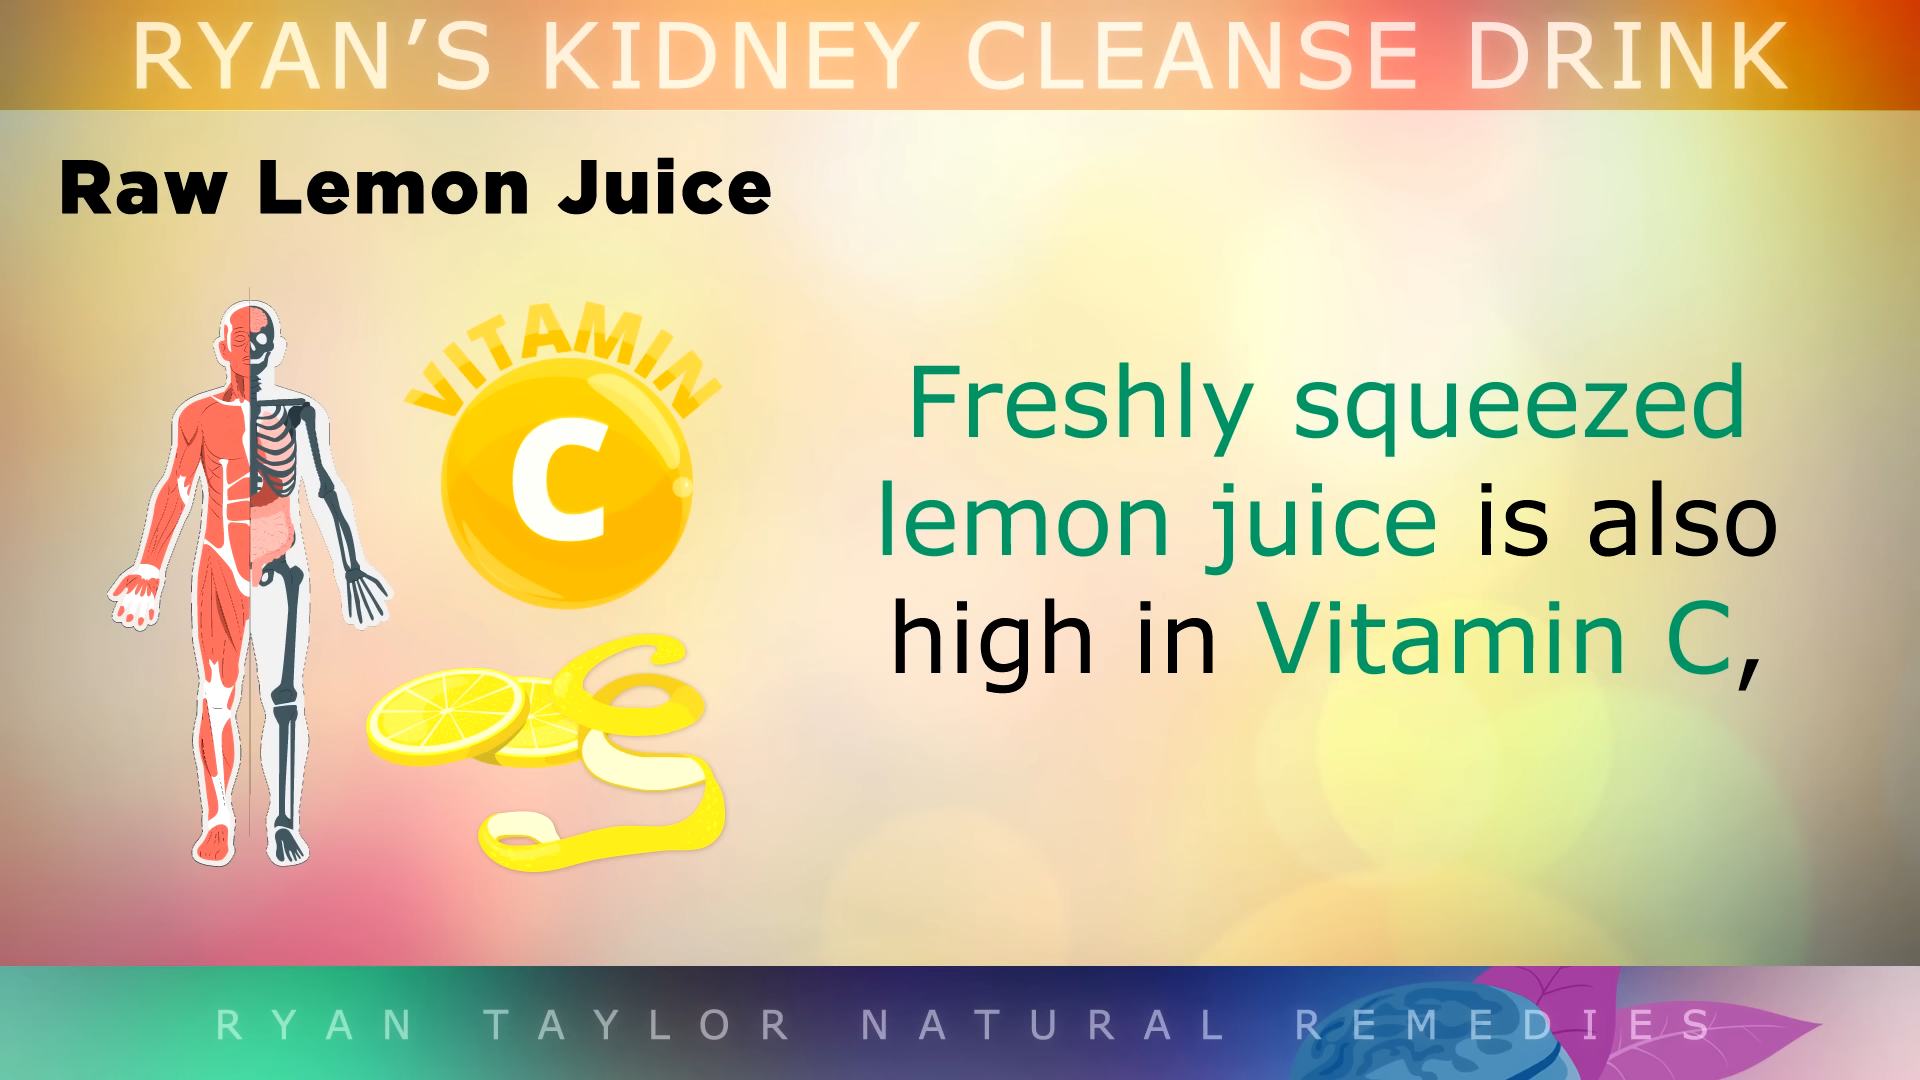 RYAN’S KIDNEY CLEANSE DRINK
Raw Lemon Juice
VITAMIN
C
Freshly squeezed
lemon juice is also
high in Vitamin C,
RYAN TAYLOR NATURAL REMEDIES